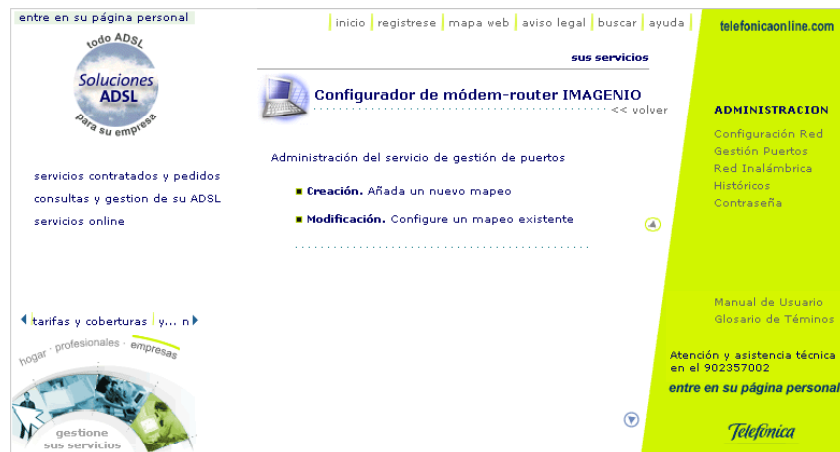 entre en su página personal
inicio registrese mapa web aviso legal buscar ayuda
telefonicaonline.com
todo ADSL
Soluciones
ADSL
para su empresa
sus servicios
Configurador de módem-router IMAGENIO
<< volver
ADMINISTRACION
Configuración Red
Gestión Puertos
Red Inalámbrica
Históricos
Contraseña
Administración del servicio de gestión de puertos
Creación. Añada un nuevo mapeo
Modificación. Configure un mapeo existente
servicios contratados y pedidos
consultas y gestion de su ADSL
servicios online
tarifas y coberturas y... n
hogar · profesionales · empresas
gestione
sus servicios
Manual de Usuario
Glosario de Téminos
Atención y asistencia técnica
en el 902357002
entre en su página personal
Telefónica